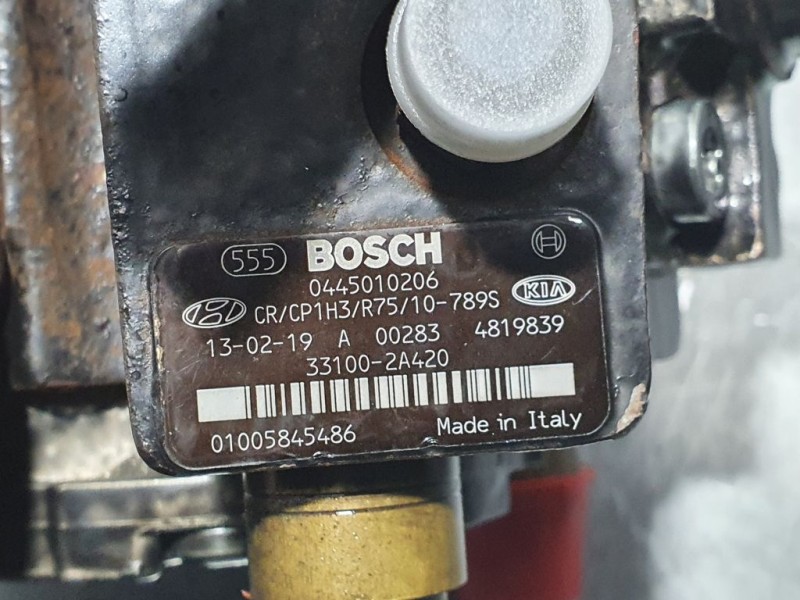 555 BOSCH
0445010206
CR/CP1H3/R75/10-789S KIA
13-02-19 A 00283 4819839
33100-2A420
01005845486 Made in Italy